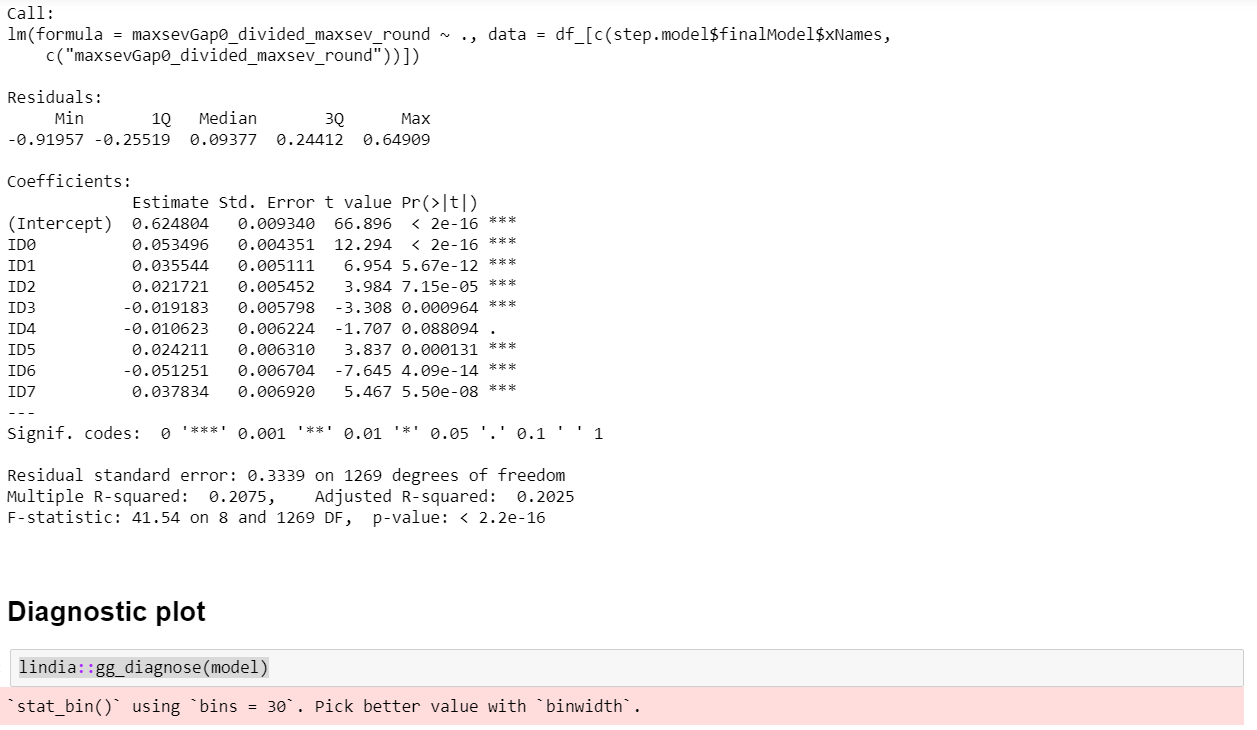 Call:
lm(formula = maxsevGap0_divided_maxsev_round ~ ., data = df_[c(step.model$finalModel$xNames,
    c("maxsevGap0_divided_maxsev_round"))])
Residuals:
     Min       1Q   Median       3Q      Max
-0.91957 -0.25519  0.09377  0.24412  0.64909
Coefficients:
             Estimate Std. Error t value Pr(>|t|)
(Intercept)  0.624804   0.009340  66.896  < 2e-16 ***
ID0          0.053496   0.004351  12.294  < 2e-16 ***
ID1          0.035544   0.005111   6.954 5.67e-12 ***
ID2          0.021721   0.005452   3.984 7.15e-05 ***
ID3         -0.019183   0.005798  -3.308 0.000964 ***
ID4         -0.010623   0.006224  -1.707 0.088094 .
ID5          0.024211   0.006310   3.837 0.000131 ***
ID6         -0.051251   0.006704  -7.645 4.09e-14 ***
ID7          0.037834   0.006920   5.467 5.50e-08 ***
---
Signif. codes:  0 '***' 0.001 '**' 0.01 '*' 0.05 '.' 0.1 ' ' 1
Residual standard error: 0.3339 on 1269 degrees of freedom
Multiple R-squared:  0.2075,    Adjusted R-squared:  0.2025
F-statistic: 41.54 on 8 and 1269 DF,  p-value: < 2.2e-16
Diagnostic plot
lindia::gg_diagnose(model)
`stat_bin()` using `bins = 30`. Pick better value with `binwidth`.